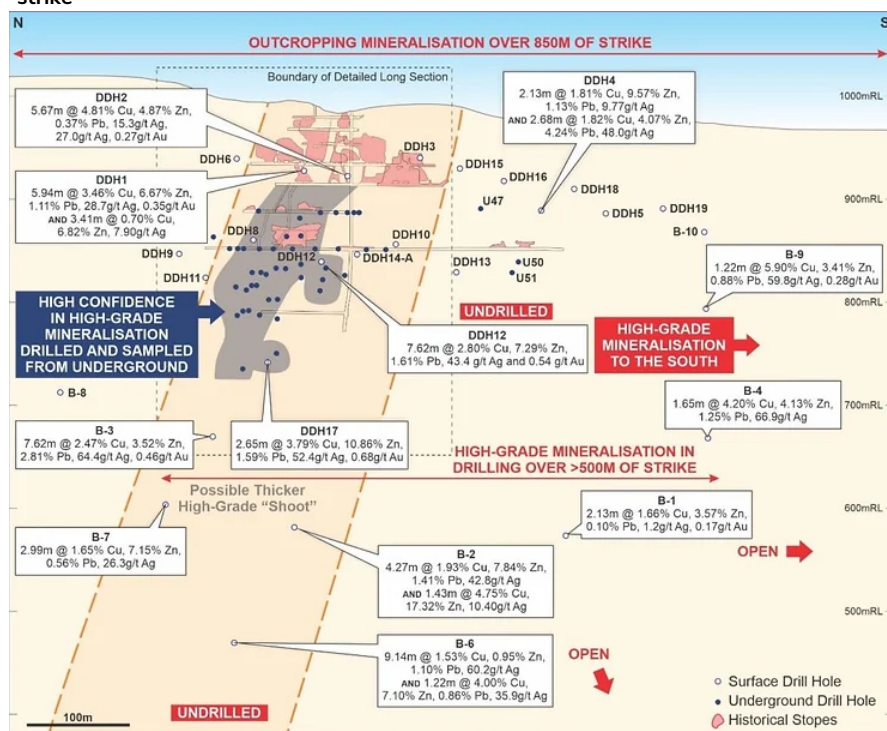 strike
N
S
OUTCROPPING MINERALISATION OVER 850M OF STRIKE
Boundary of Detailed Long Section
1000mRL
DDH2
5.67m @ 4.81% Cu, 4.87% Zn,
0.37% Pb, 15.3g/t Ag,
27.0g/t Ag, 0.27g/t Au
DDH4
2.13m @ 1.81% Cu, 9.57% Zn,
1.13% Pb, 9.77g/t Ag
AND 2.68m @ 1.82% Cu, 4.07% Zn,
4.24% Pb, 48.0g/t Ag
DDH6
DDH3
DDH15
DDH16
DDH18
DDH1
5.94m @ 3.46% Cu, 6.67% Zn,
1.11% Pb, 28.7g/t Ag, 0.35g/t Au
AND 3.41m @ 0.70% Cu,
6.82% Zn, 7.90g/t Ag
U47
900mRL
DDH5
DDH19
DDH8
DDH10
B-10
DDH9
DDH12
DDH14-A
DDH13
U50
U51
DDH11
B-9
1.22m @ 5.90% Cu, 3.41% Zn,
0.88% Pb, 59.8g/t Ag, 0.28g/t Au
HIGH CONFIDENCE
IN HIGH-GRADE
MINERALISATION
DRILLED AND SAMPLED
FROM UNDERGROUND
UNDRILLED
800mRL
HIGH-GRADE
MINERALISATION
TO THE SOUTH
DDH12
7.62m @ 2.80% Cu, 7.29% Zn,
1.61% Pb, 43.4 g/t Ag and 0.54 g/t Au
B-8
B-4
1.65m @ 4.20% Cu, 4.13% Zn,
1.25% Pb, 66.9g/t Ag
700mRL
B-3
7.62m @ 2.47% Cu, 3.52% Zn,
2.81% Pb, 64.4g/t Ag, 0.46g/t Au
DDH17
2.65m @ 3.79% Cu, 10.86% Zn,
1.59% Pb, 52.4g/t Ag, 0.68g/t Au
HIGH-GRADE MINERALISATION IN
DRILLING OVER >500M OF STRIKE
Possible Thicker
High-Grade “Shoot”
B-1
2.13m @ 1.66% Cu, 3.57% Zn,
0.10% Pb, 1.2g/t Ag, 0.17g/t Au
600mRL
B-7
2.99m @ 1.65% Cu, 7.15% Zn,
0.56% Pb, 26.3g/t Ag
OPEN
B-2
4.27m @ 1.93% Cu, 7.84% Zn,
1.41% Pb, 42.8g/t Ag
AND 1.43m @ 4.75% Cu,
17.32% Zn, 10.40g/t Ag
500mRL
B-6
9.14m @ 1.53% Cu, 0.95% Zn,
1.10% Pb, 60.2g/t Ag
AND 1.22m @ 4.00% Cu,
7.10% Zn, 0.86% Pb, 35.9g/t Ag
OPEN
Surface Drill Hole
Underground Drill Hole
Historical Stopes
100m
UNDRILLED